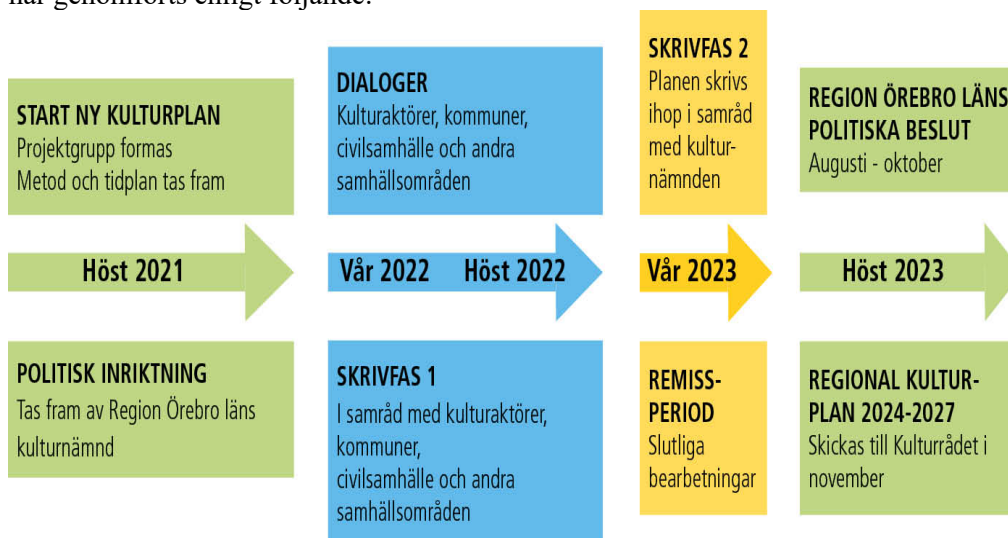 har genomförts enligt följande:
START NY KULTURPLAN
Projektgrupp formas
Metod och tidplan tas fram
DIALOGER
Kulturaktörer, kommuner,
civilsamhälle och andra
samhällsområden
SKRIVFAS 2
Planen skrivs
ihop i samråd
med kultur-
nämnden
REGION ÖREBRO LÄNS
POLITISKA BESLUT
Augusti - oktober
Höst 2021
Vår 2022 Höst 2022
Vår 2023
Höst 2023
POLITISK INRIKTNING
Tas fram av Region Örebro läns
kulturnämnd
SKRIVFAS 1
I samråd med kulturaktörer,
kommuner,
civilsamhälle och andra
samhällsområden
REMISS-
PERIOD
Slutliga
bearbetningar
REGIONAL KULTUR-
PLAN 2024-2027
Skickas till Kulturrådet i
november